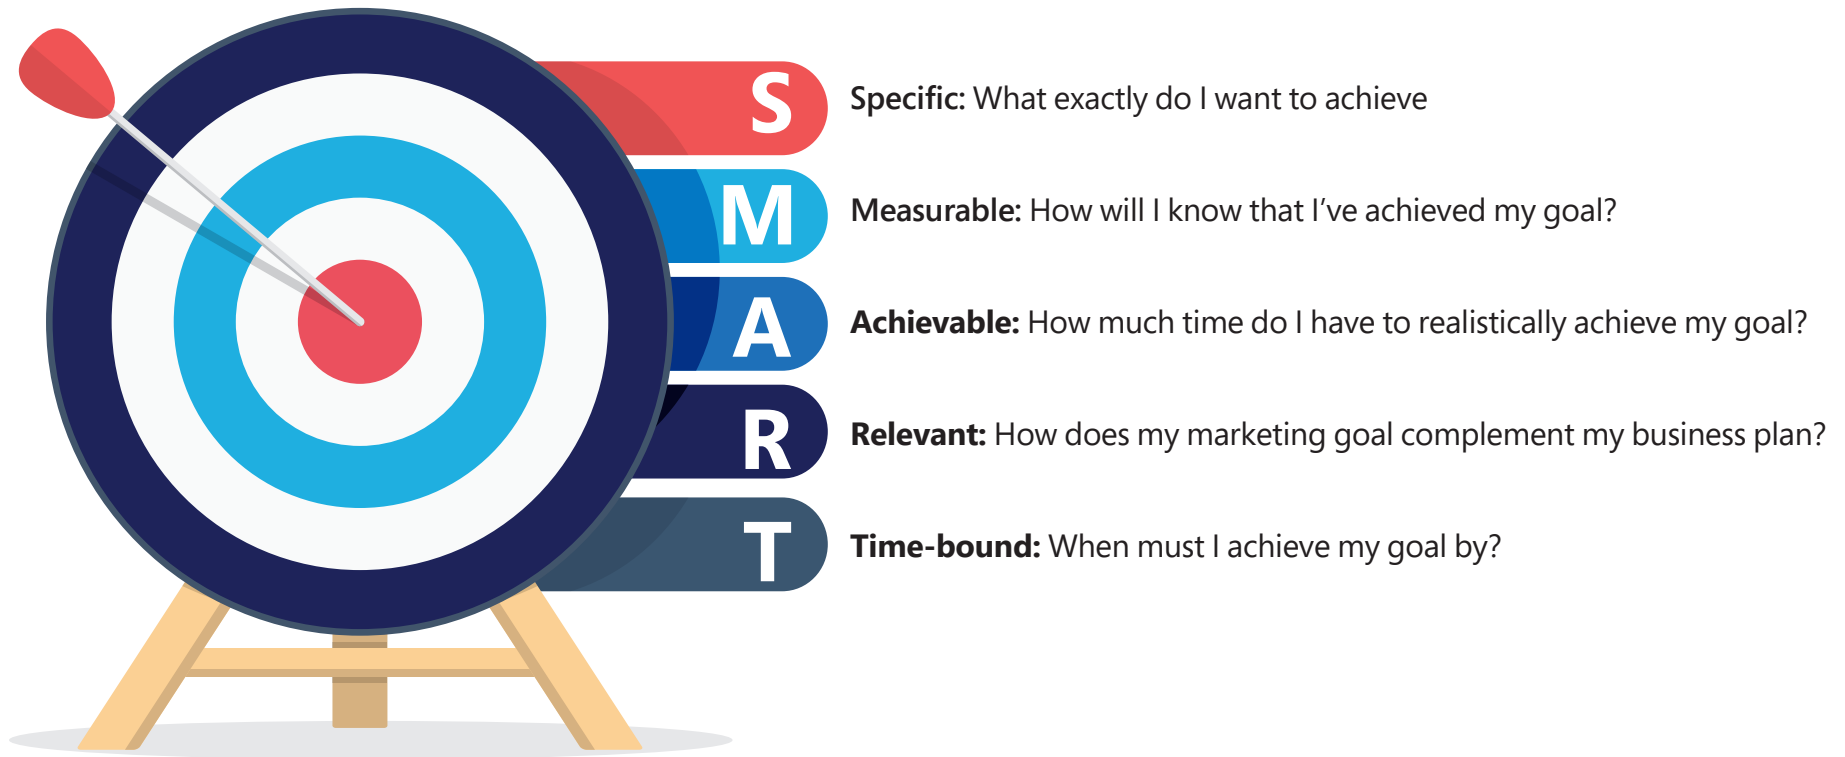 S Specific: What exactly do I want to achieve
M Measurable: How will I know that I’ve achieved my goal?
A Achievable: How much time do I have to realistically achieve my goal?
R Relevant: How does my marketing goal complement my business plan?
T Time-bound: When must I achieve my goal by?